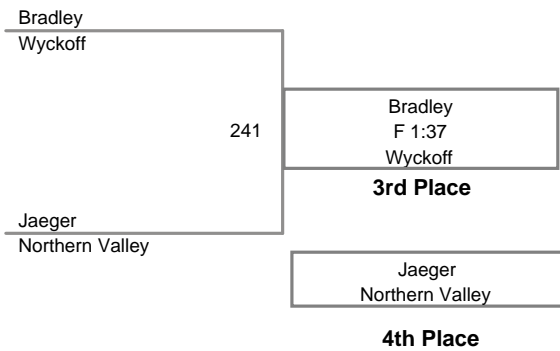 Bradley
Wyckoff
241
Bradley
F 1:37
Wyckoff
3rd Place
Jaeger
Northern Valley
Jaeger
Northern Valley
4th Place